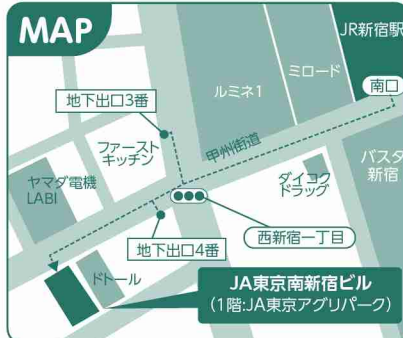 MAP
JR新宿駅
ミロード
ルミネ1
南口
地下出口3番
甲州街道
ファースト
キッチン
バスタ
新宿
ダイコク
ドラッグ
ヤマダ電機
LABI
西新宿一丁目
地下出口4番
ドトール
JA東京南新宿ビル
(1階:JA東京アグリパーク)